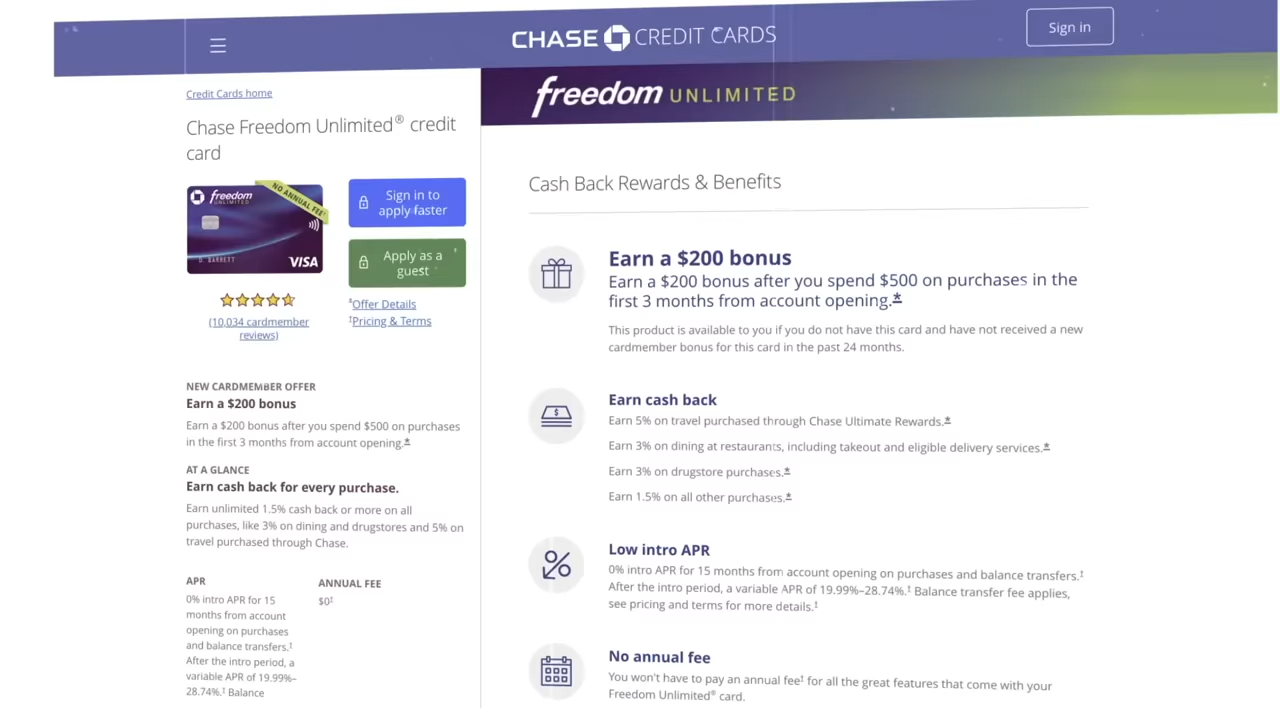 CHASE CREDIT CARDS
Sign in
freedom UNLIMITED
Credit Cards home
Chase Freedom Unlimited® credit
card
freedom
UNLIMITED
NO ANNUAL FEE†
D. BARRETT
VISA
Sign in to
apply faster
Apply as a
guest
*Offer Details
†Pricing & Terms
(10,034 cardmember
reviews)
NEW CARDMEMBER OFFER
Earn a $200 bonus
Earn a $200 bonus after you spend $500 on purchases
in the first 3 months from account opening.*
AT A GLANCE
Earn cash back for every purchase.
Earn unlimited 1.5% cash back or more on all
purchases, like 3% on dining and drugstores and 5% on
travel purchased through Chase.
APR
0% intro APR for 15
months from account
opening on purchases
and balance transfers.†
After the intro period, a
variable APR of 19.99%–
28.74%.† Balance
ANNUAL FEE
$0†
Cash Back Rewards & Benefits
Earn a $200 bonus
Earn a $200 bonus after you spend $500 on purchases in the
first 3 months from account opening.*
This product is available to you if you do not have this card and have not received a new
cardmember bonus for this card in the past 24 months.
$
Earn cash back
Earn 5% on travel purchased through Chase Ultimate Rewards.*
Earn 3% on dining at restaurants, including takeout and eligible delivery services.*
Earn 3% on drugstore purchases.*
Earn 1.5% on all other purchases.*
Low intro APR
0% intro APR for 15 months from account opening on purchases and balance transfers.†
After the intro period, a variable APR of 19.99%–28.74%.† Balance transfer fee applies,
see pricing and terms for more details.†
No annual fee
You won't have to pay an annual fee† for all the great features that come with your
Freedom Unlimited® card.